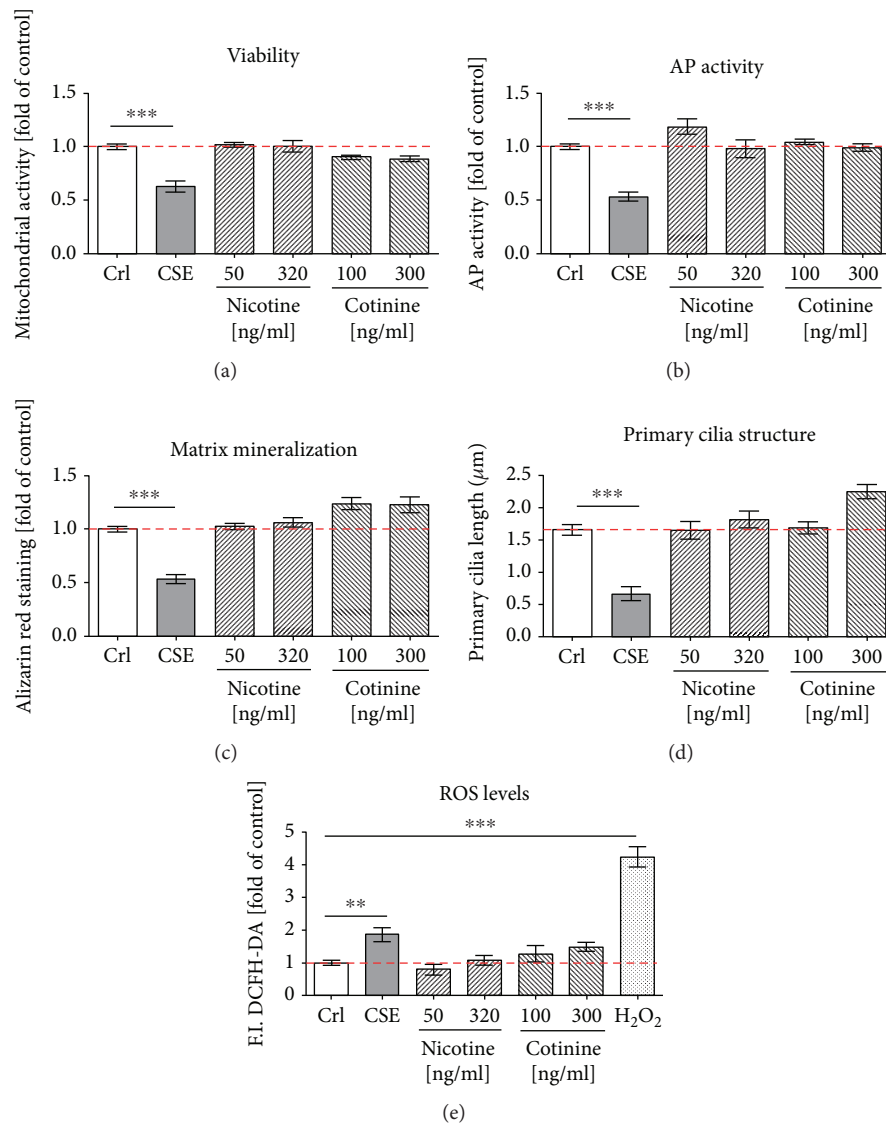 Viability
Mitochondrial activity [fold of control]
1.5
1.0
0.5
0.0
***
Crl CSE 50 320 100 300
Nicotine Cotinine
[ng/ml] [ng/ml]
(a)
AP activity
AP activity [fold of control]
1.5
1.0
0.5
0.0
***
Crl CSE 50 320 100 300
Nicotine Cotinine
[ng/ml] [ng/ml]
(b)
Matrix mineralization
Alizarin red staining [fold of control]
1.5
1.0
0.5
0.0
***
Crl CSE 50 320 100 300
Nicotine Cotinine
[ng/ml] [ng/ml]
(c)
Primary cilia structure
Primary cilia length (μm)
2.5
2.0
1.5
1.0
0.5
0.0
***
Crl CSE 50 320 100 300
Nicotine Cotinine
[ng/ml] [ng/ml]
(d)
ROS levels
F.I. DCFH-DA [fold of control]
5
4
3
2
1
0
***
**
Crl CSE 50 320 100 300 H₂O₂
Nicotine Cotinine
[ng/ml] [ng/ml]
(e)